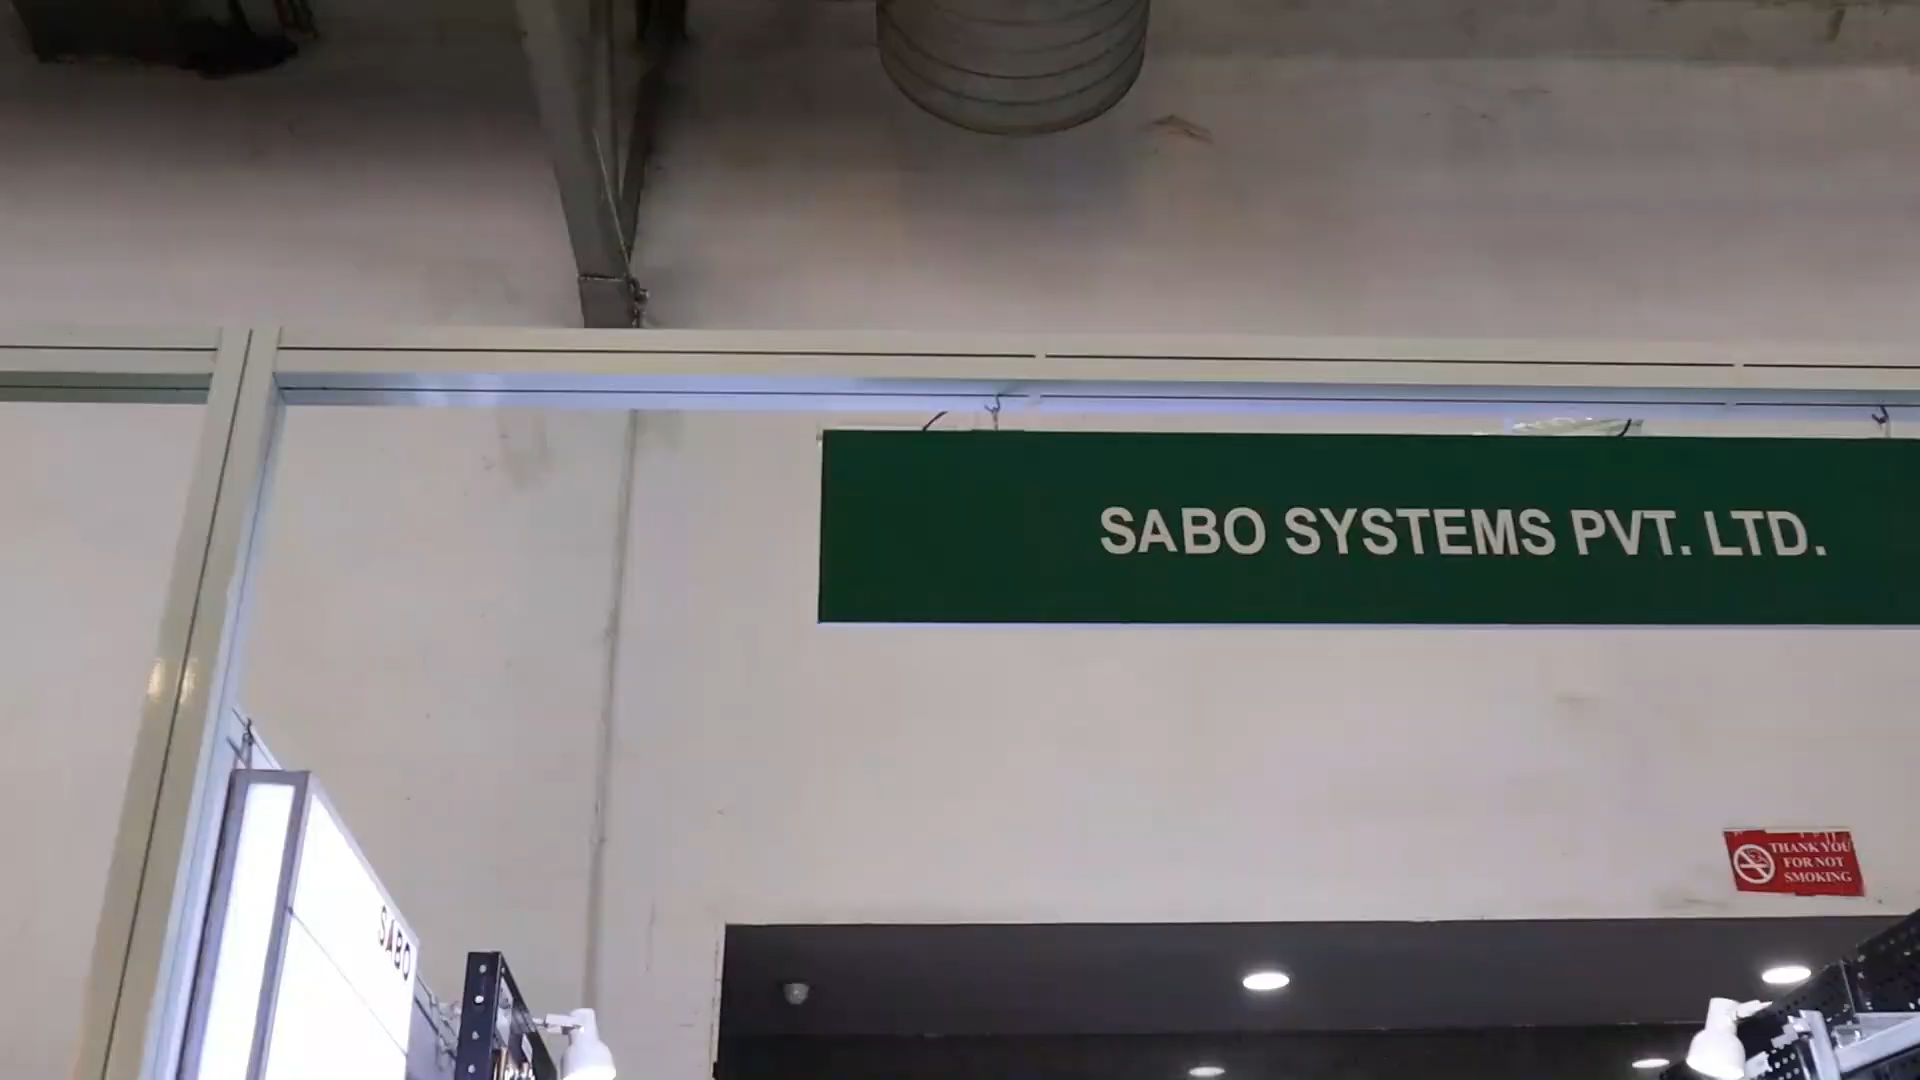 SABO SYSTEMS PVT. LTD.
THANK YOU
FOR NOT
SMOKING
SABO